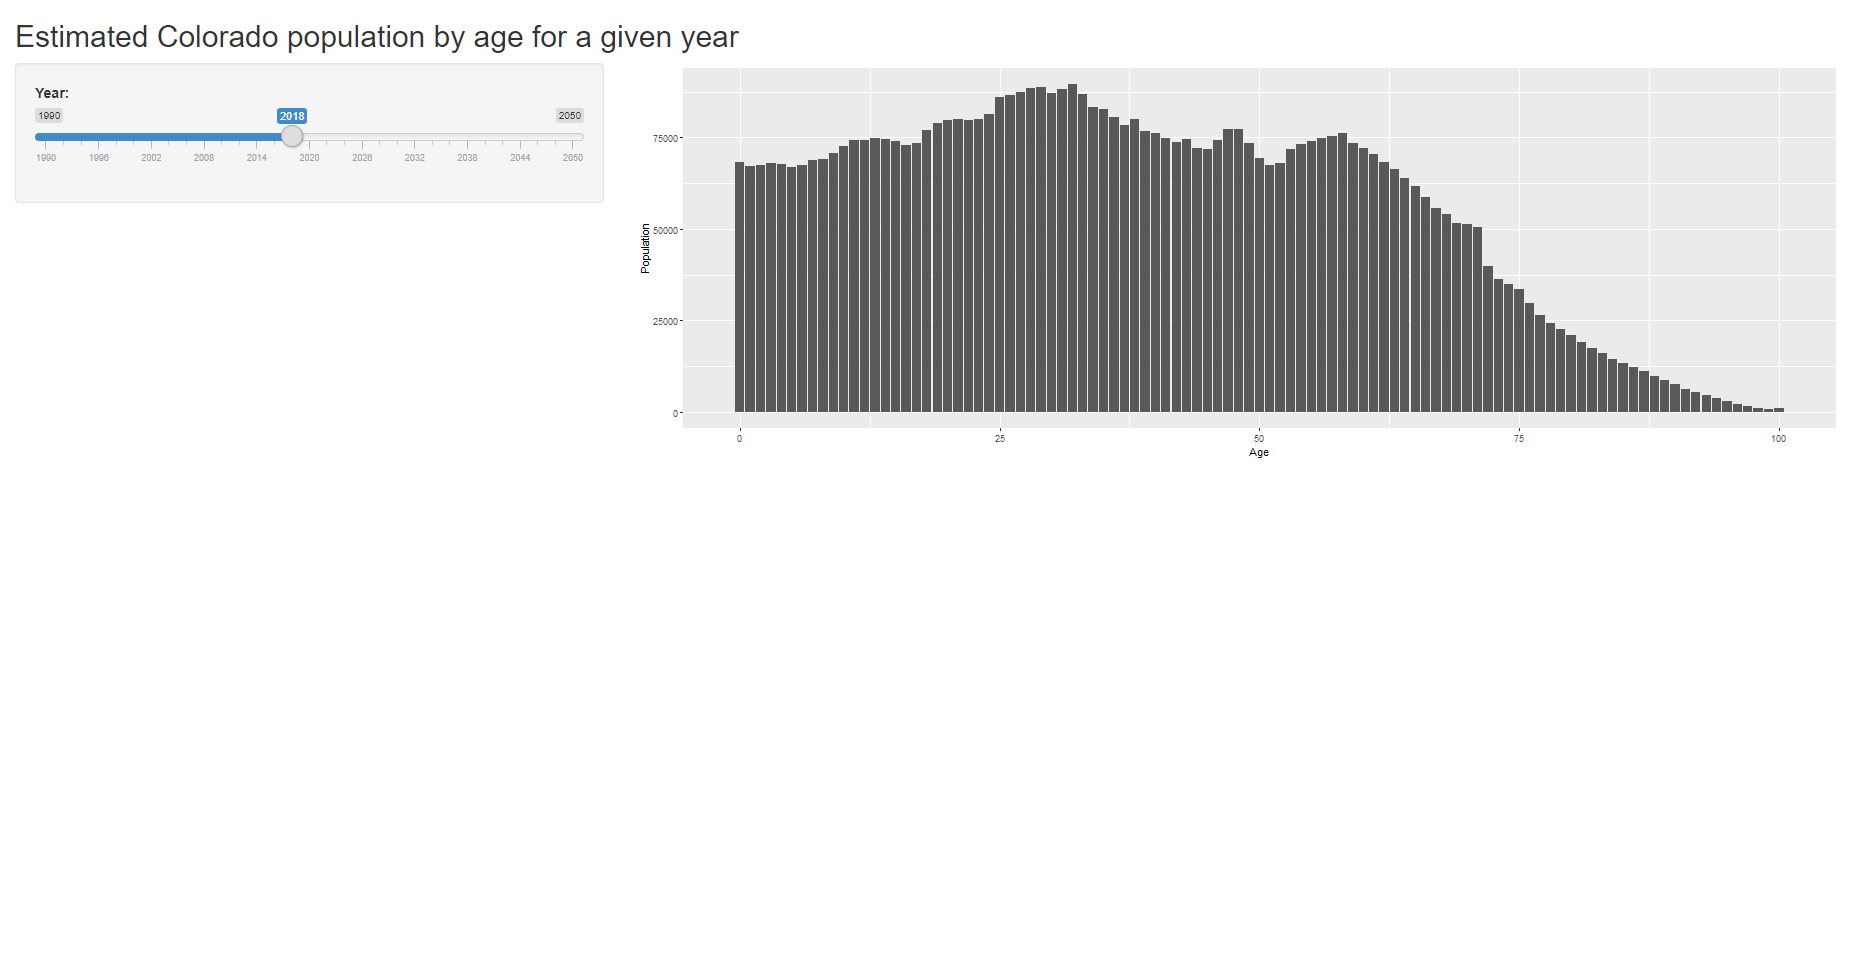 Estimated Colorado population by age for a given year
Year:
1990 2018 2050
1990 1996 2002 2008 2014 2020 2026 2032 2038 2044 2050
Population
75000
50000
25000
0
0 25 50 75 100
Age